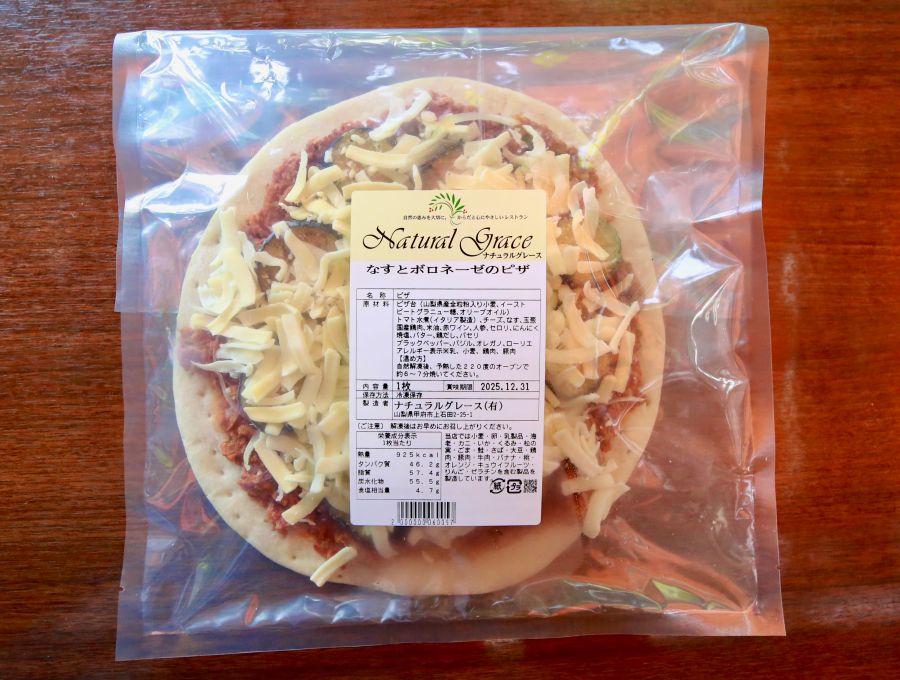 自然の恵みを大切に、からだと心にやさしいレストラン
Natural Grace
ナチュラルグレース
なすとボロネーゼのピザ
名 称 ピザ
原材料 ピザ台（山梨県産全粒粉入り小麦、イースト
ビートグラニュー糖、オリーブオイル）
トマト水煮(イタリア製造）、チーズ、なす、玉葱
国産鶏肉、米油、赤ワイン、人参、セロリ、にんにく
焼塩、バター、鶏だし、パセリ
ブラックペッパー、バジル、オレガノ、ローリエ
アレルギー表示※乳、小麦、鶏肉、豚肉
【温め方】
自然解凍後、予熱した２２０度のオーブンで
約６～７分焼いてください。
内容量 1枚 賞味期限 2025.12.31
保存方法 冷凍保存
製造者 ナチュラルグレース(有)
山梨県甲府市上石田2-25-1
(ご注意） 解凍後はお早めにお召し上がりください。
栄養成分表示
1枚当たり
熱量 925kcal
タンパク質 46.2g
脂質 57.4g
炭水化物 55.5g
食塩相当量 4.7g
当店では小麦・卵・乳製品・海
老・カニ・いか・くるみ・松の
実・ごま・鮭・さば・大豆・鶏
肉・豚肉・牛肉・バナナ・桃・
オレンジ・キウイフルーツ・
りんご・ゼラチンを含む製品を
製造しています
紙 プラ